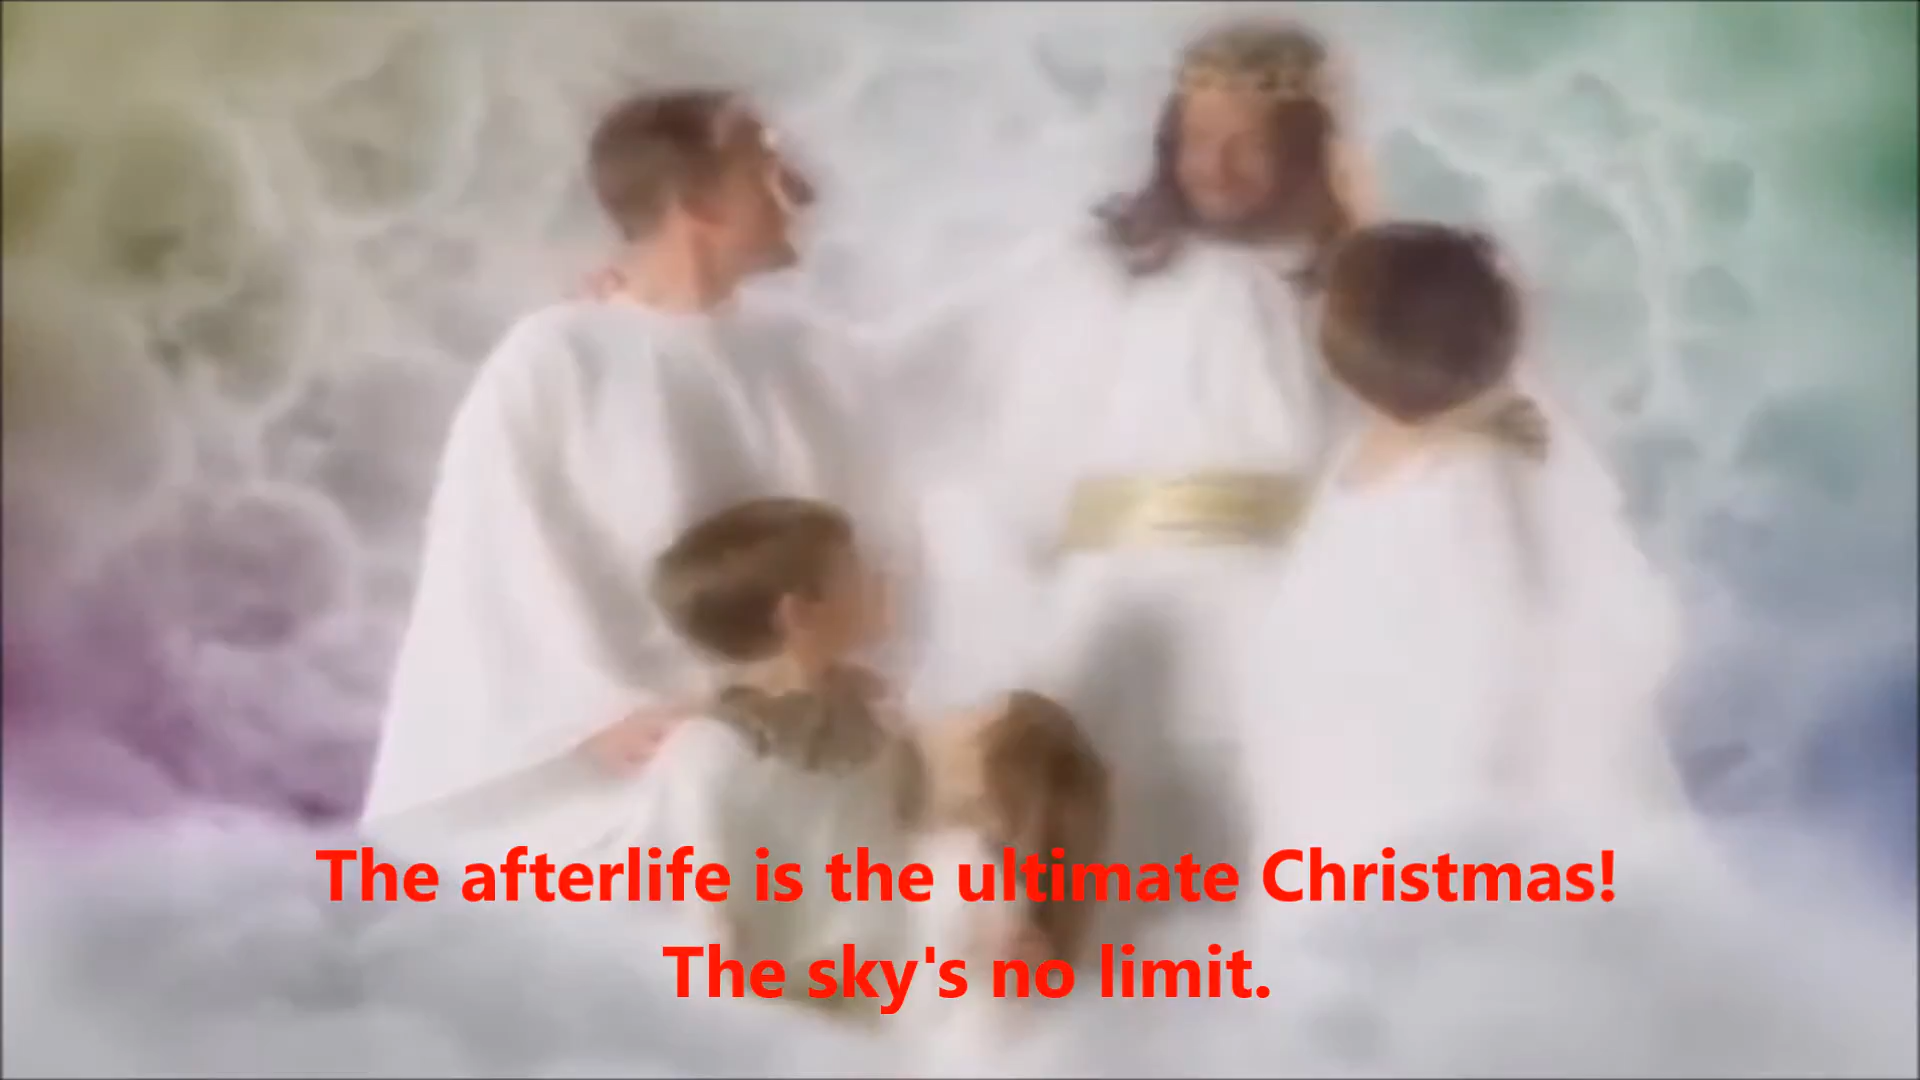 The afterlife is the ultimate Christmas!
The sky's no limit.